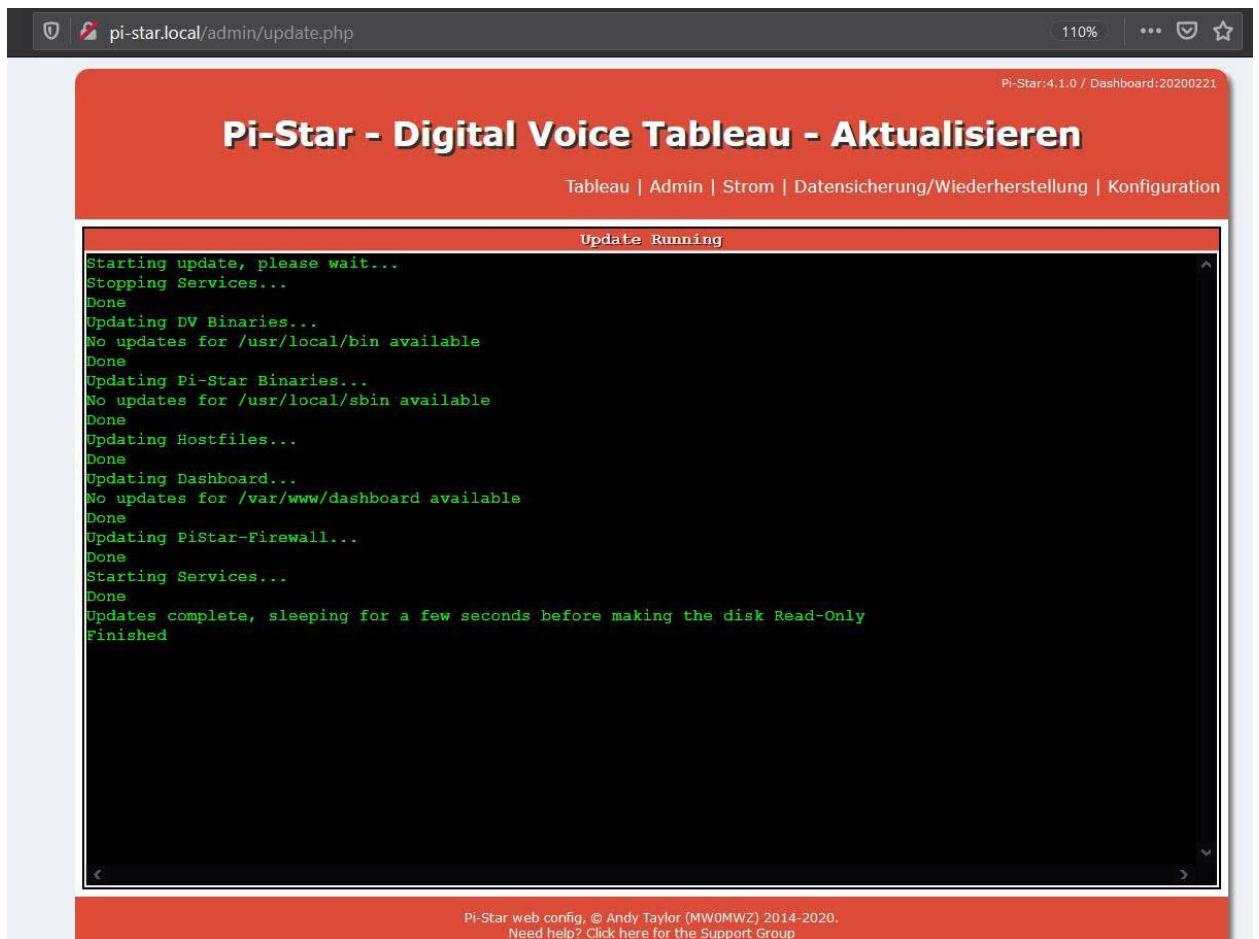 pi-star.local/admin/update.php 110%
Pi-Star:4.1.0 / Dashboard:20200221
Pi-Star - Digital Voice Tableau - Aktualisieren
Tableau | Admin | Strom | Datensicherung/Wiederherstellung | Konfiguration
Update Running
Starting update, please wait...
Stopping Services...
Done
Updating DV Binaries...
No updates for /usr/local/bin available
Done
Updating Pi-Star Binaries...
No updates for /usr/local/sbin available
Done
Updating Hostfiles...
Done
Updating Dashboard...
No updates for /var/www/dashboard available
Done
Updating PiStar-Firewall...
Done
Starting Services...
Done
Updates complete, sleeping for a few seconds before making the disk Read-Only
Finished
Pi-Star web config, © Andy Taylor (MW0MWZ) 2014-2020.
Need help? Click here for the Support Group